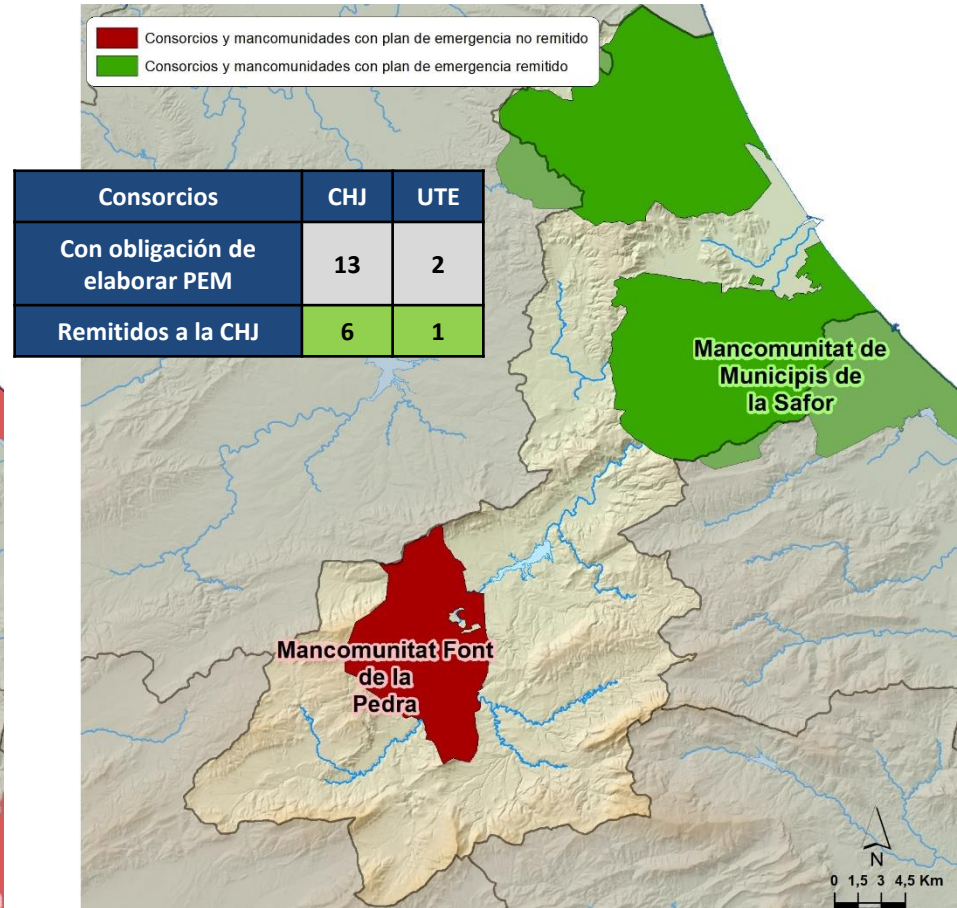 Consorcios y mancomunidades con plan de emergencia no remitido
Consorcios y mancomunidades con plan de emergencia remitido
Consorcios CHJ UTE
Con obligación de
elaborar PEM 13 2
Remitidos a la CHJ 6 1
Mancomunitat de
Municipis de
la Safor
Mancomunitat Font
de la
Pedra
N
0 1,5 3 4,5 Km